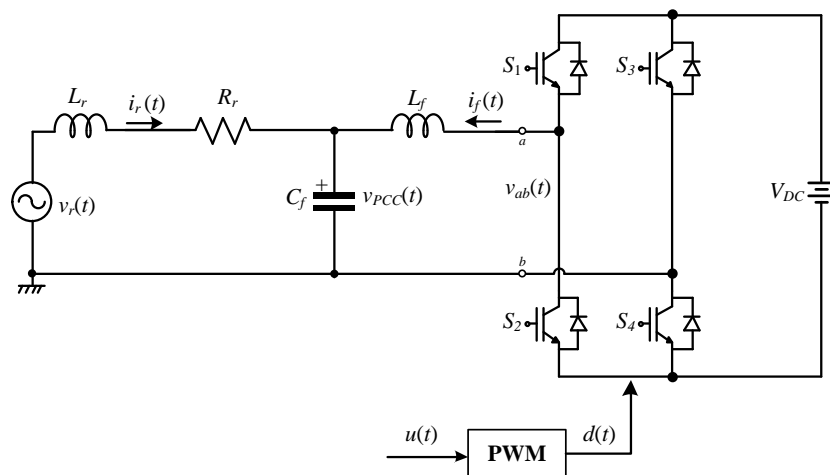 S1
S3
Lr
ir(t)
Rr
Lf
if(t)
a
vr(t)
Cf
+
vPCC(t)
vab(t)
VDC
b
S2
S4
u(t)
PWM
d(t)